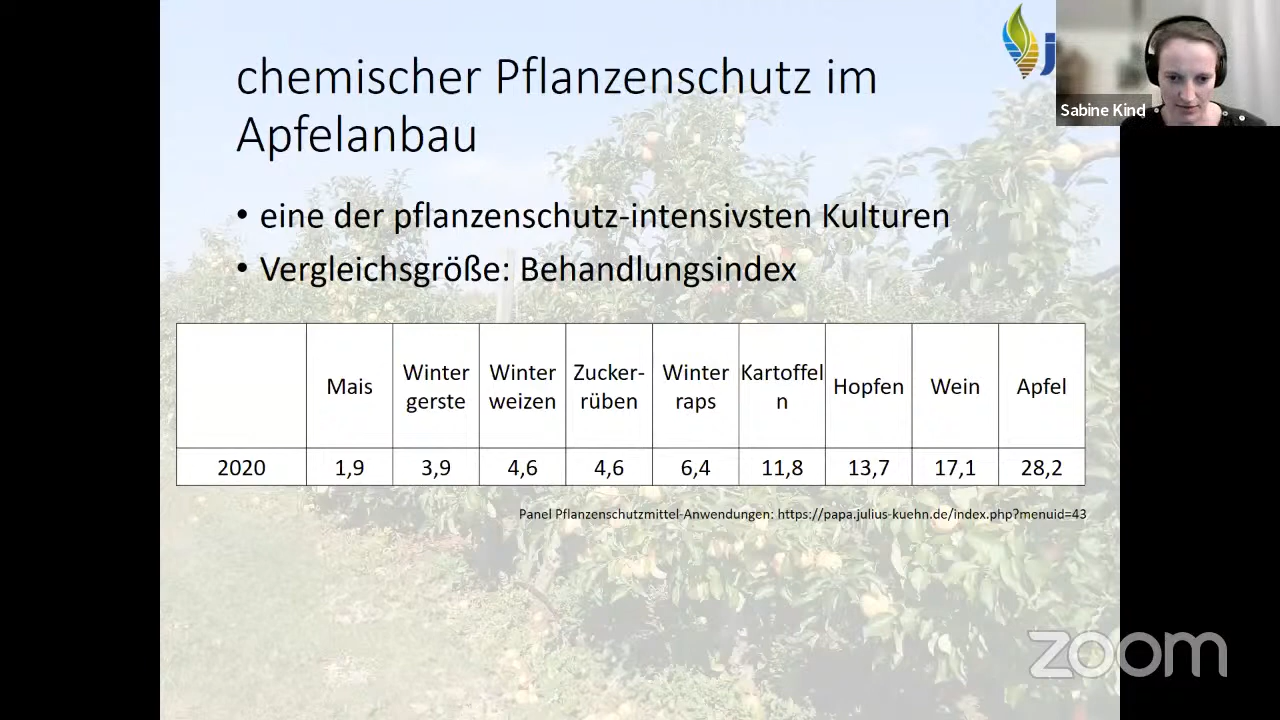 chemischer Pflanzenschutz im
Apfelanbau
Sabine Kind
• eine der pflanzenschutz-intensivsten Kulturen
• Vergleichsgröße: Behandlungsindex
Mais Winter gerste Winter weizen Zucker- rüben Winter raps Kartoffel n Hopfen Wein Apfel
2020 1,9 3,9 4,6 4,6 6,4 11,8 13,7 17,1 28,2
Panel Pflanzenschutzmittel-Anwendungen: https://papa.julius-kuehn.de/index.php?menuid=43
zoom